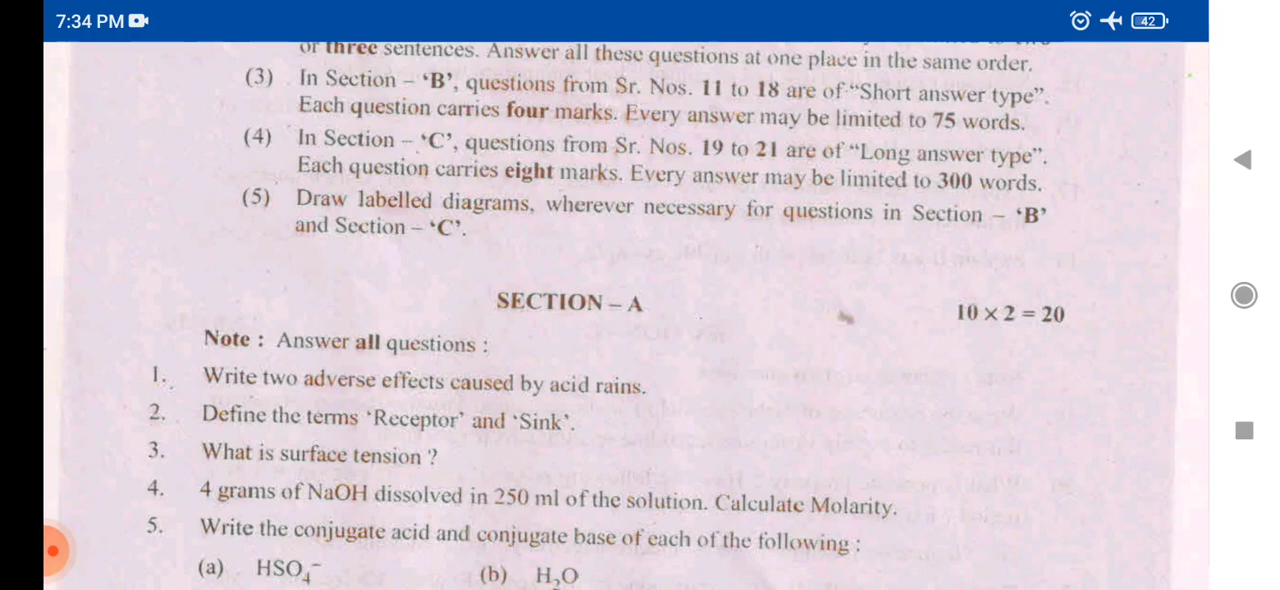 7:34 PM
42
or three sentences. Answer all these questions at one place in the same order.
(3) In Section – ‘B’, questions from Sr. Nos. 11 to 18 are of “Short answer type”.
Each question carries four marks. Every answer may be limited to 75 words.
(4) In Section – ‘C’, questions from Sr. Nos. 19 to 21 are of “Long answer type”.
Each question carries eight marks. Every answer may be limited to 300 words.
(5) Draw labelled diagrams, wherever necessary for questions in Section – ‘B’
and Section – ‘C’.
SECTION – A
10 × 2 = 20
Note : Answer all questions :
1. Write two adverse effects caused by acid rains.
2. Define the terms ‘Receptor’ and ‘Sink’.
3. What is surface tension ?
4. 4 grams of NaOH dissolved in 250 ml of the solution. Calculate Molarity.
5. Write the conjugate acid and conjugate base of each of the following :
(a) HSO₄⁻ (b) H₂O